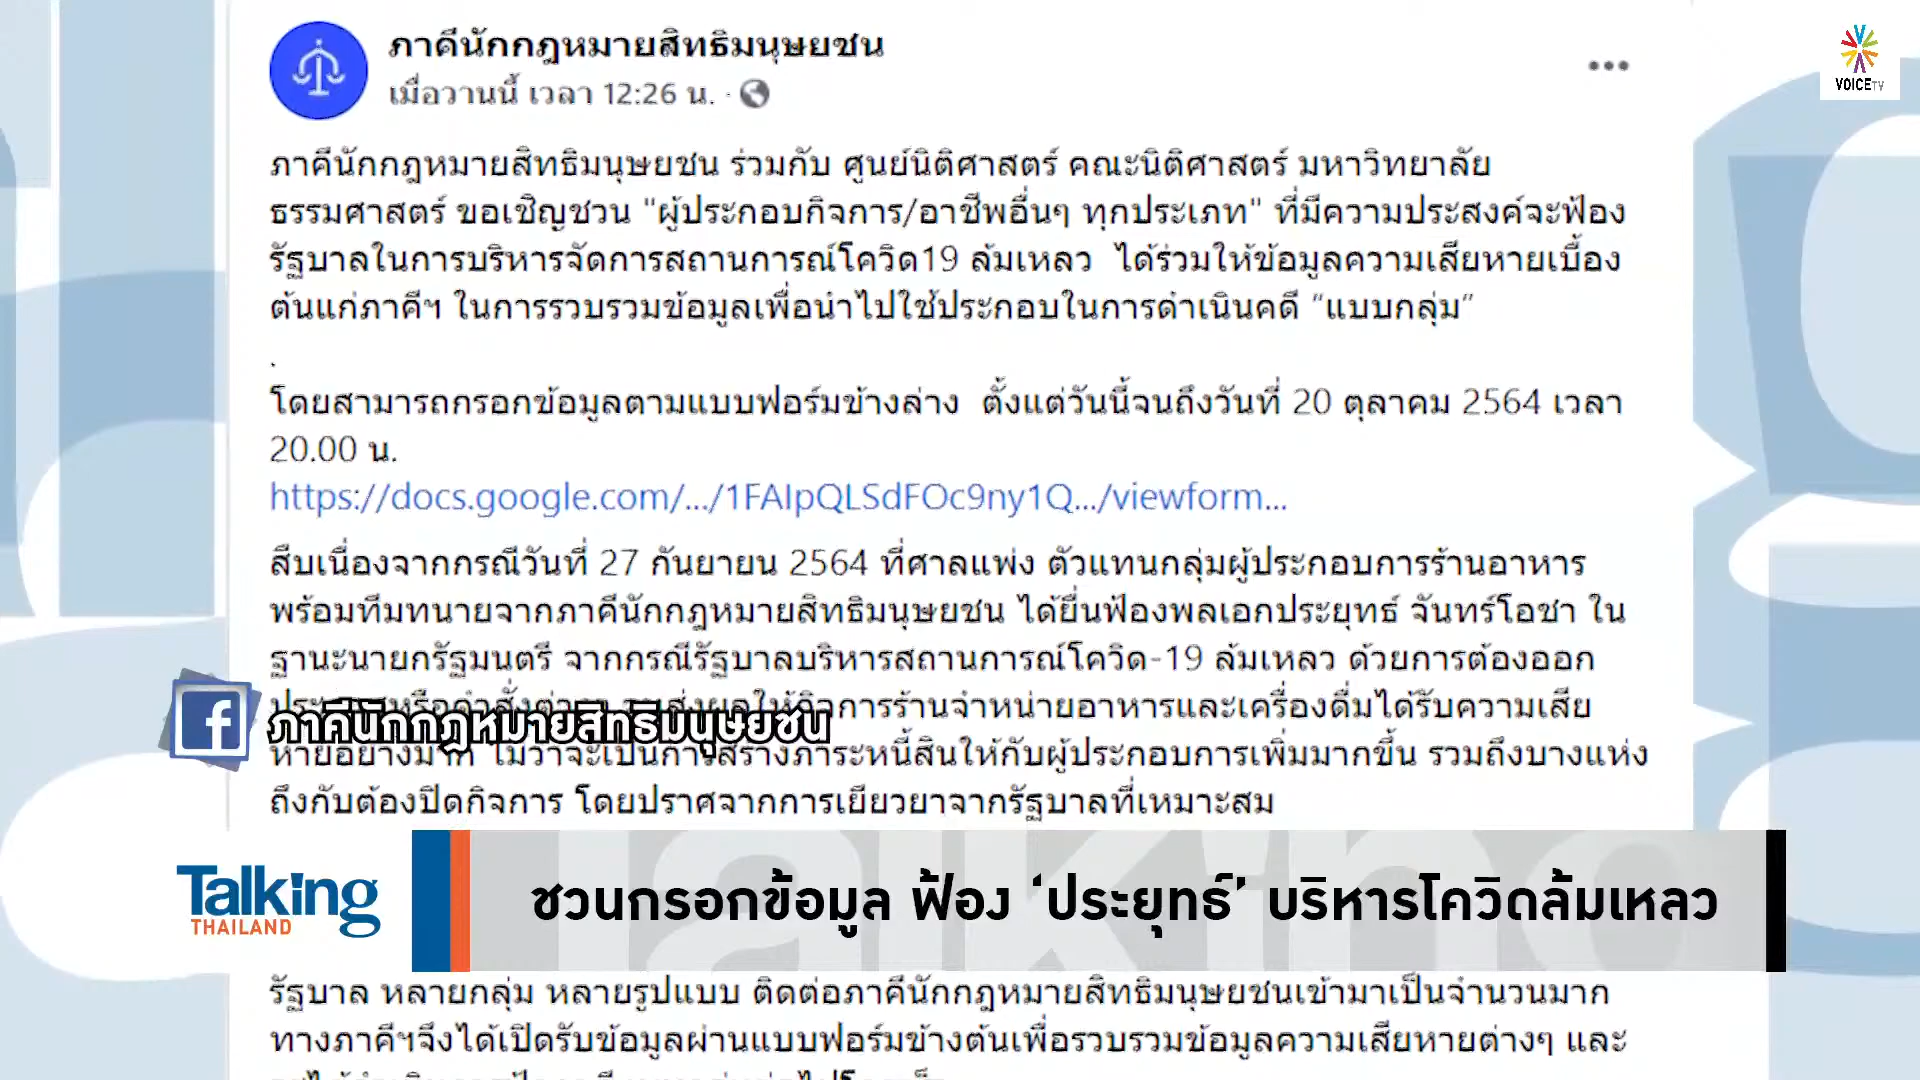 ภาคีนักกฎหมายสิทธิมนุษยชน
เมื่อวานนี้ เวลา 12:26 น. ·
VOICE TV
ภาคีนักกฎหมายสิทธิมนุษยชน ร่วมกับ ศูนย์นิติศาสตร์ คณะนิติศาสตร์ มหาวิทยาลัย
ธรรมศาสตร์ ขอเชิญชวน "ผู้ประกอบกิจการ/อาชีพอื่นๆ ทุกประเภท" ที่มีความประสงค์จะฟ้อง
รัฐบาลในการบริหารจัดการสถานการณ์โควิด19 ล้มเหลว ได้ร่วมให้ข้อมูลความเสียหายเบื้อง
ต้นแก่ภาคีฯ ในการรวบรวมข้อมูลเพื่อนำไปใช้ประกอบในการดำเนินคดี "แบบกลุ่ม"
.
โดยสามารถกรอกข้อมูลตามแบบฟอร์มข้างล่าง ตั้งแต่วันนี้จนถึงวันที่ 20 ตุลาคม 2564 เวลา
20.00 น.
https://docs.google.com/.../1FAIpQLSdFOc9ny1Q.../viewform...
สืบเนื่องจากกรณีวันที่ 27 กันยายน 2564 ที่ศาลแพ่ง ตัวแทนกลุ่มผู้ประกอบการร้านอาหาร
พร้อมทีมทนายจากภาคีนักกฎหมายสิทธิมนุษยชน ได้ยื่นฟ้องพลเอกประยุทธ์ จันทร์โอชา ใน
ฐานะนายกรัฐมนตรี จากกรณีรัฐบาลบริหารสถานการณ์โควิด-19 ล้มเหลว ด้วยการต้องออก
กิจการร้านจำหน่ายอาหารและเครื่องดื่มได้รับความเสีย
ภาคีนักกฎหมายสิทธิมนุษยชน
หายอย่างมาก ไม่ว่าจะเป็นการสร้างภาระหนี้สินให้กับผู้ประกอบการเพิ่มมากขึ้น รวมถึงบางแห่ง
ถึงกับต้องปิดกิจการ โดยปราศจากการเยียวยาจากรัฐบาลที่เหมาะสม
Talking THAILAND
ชวนกรอกข้อมูล ฟ้อง ‘ประยุทธ์’ บริหารโควิดล้มเหลว
รัฐบาล หลายกลุ่ม หลายรูปแบบ ติดต่อภาคีนักกฎหมายสิทธิมนุษยชนเข้ามาเป็นจำนวนมาก
ทางภาคีฯจึงได้เปิดรับข้อมูลผ่านแบบฟอร์มข้างต้นเพื่อรวบรวมข้อมูลความเสียหายต่างๆ และ